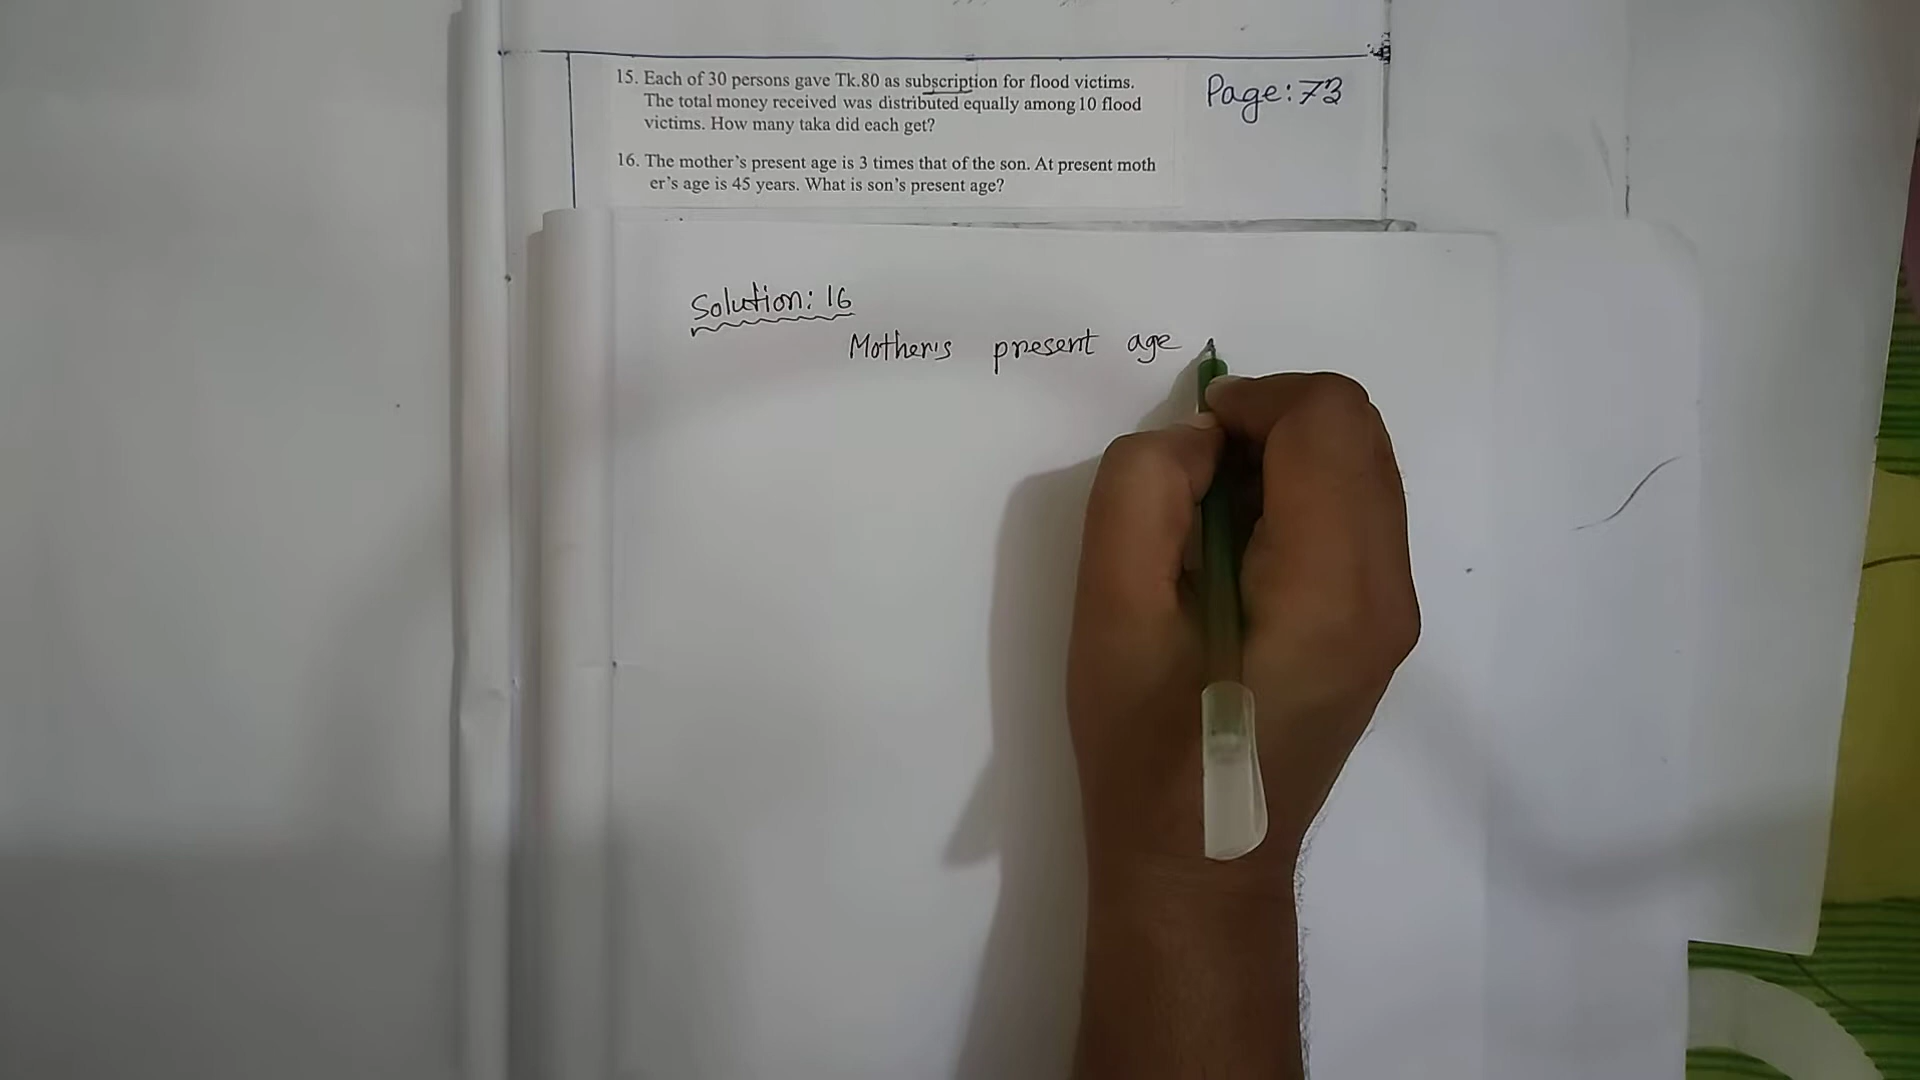 15. Each of 30 persons gave Tk.80 as subscription for flood victims.
The total money received was distributed equally among 10 flood
victims. How many taka did each get?
Page: 73
16. The mother's present age is 3 times that of the son. At present moth
er's age is 45 years. What is son's present age?
Solution: 16
Mother's present age